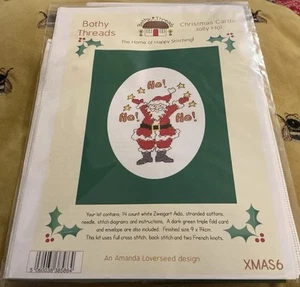 Bothy
Threads
Christmas Cards
Jolly Ho!
The Home of Happy Stitching!
Ho!
Ho! Ho!
Your kit contains: 14 count white Zweigart Aida, stranded cottons,
needle, stitch diagrams and instructions. A dark green triple fold card
and envelope are also included. Finished size 9 x 14cm.
This kit uses full cross stitch, back stitch and two French knots.
An Amanda Loverseed design
XMAS6